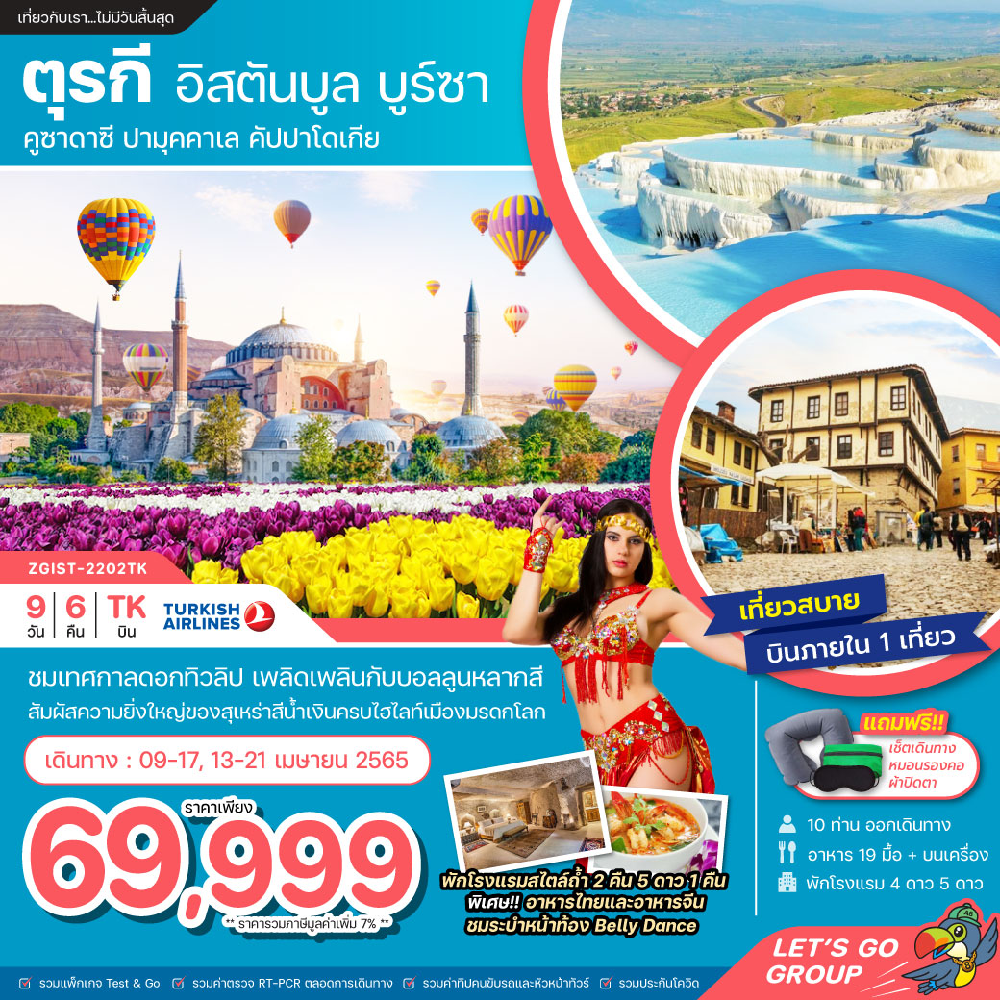 เที่ยวกับเรา...ไม่มีวันสิ้นสุด
ตุรกี อิสตันบูล บูร์ซา
คูซาดาซี ปามุคคาเล คัปปาโดเกีย
ZGIST-2202TK
9 วัน 6 คืน TK บิน
TURKISH AIRLINES
เที่ยวสบาย
บินภายใน 1 เที่ยว
ชมเทศกาลดอกทิวลิป เพลิดเพลินกับบอลลูนหลากสี
สัมผัสความยิ่งใหญ่ของสุเหร่าสีน้ำเงินครบไฮไลท์เมืองมรดกโลก
เดินทาง : 09-17, 13-21 เมษายน 2565
ราคาเพียง
69,999
** ราคารวมภาษีมูลค่าเพิ่ม 7% **
พักโรงแรมสไตล์ถ้ำ 2 คืน 5 ดาว 1 คืน
พิเศษ!! อาหารไทยและอาหารจีน
ชมระบำหน้าท้อง Belly Dance
แถมฟรี!!
เช็ตเดินทาง
หมอนรองคอ
ผ้าปิดตา
10 ท่าน ออกเดินทาง
อาหาร 19 มื้อ + บนเครื่อง
พักโรงแรม 4 ดาว 5 ดาว
LET'S GO
GROUP
รวมแพ็กเกจ Test & Go
รวมค่าตรวจ RT-PCR ตลอดการเดินทาง
รวมค่าทิปคนขับรถและหัวหน้าทัวร์
รวมประกันโควิด